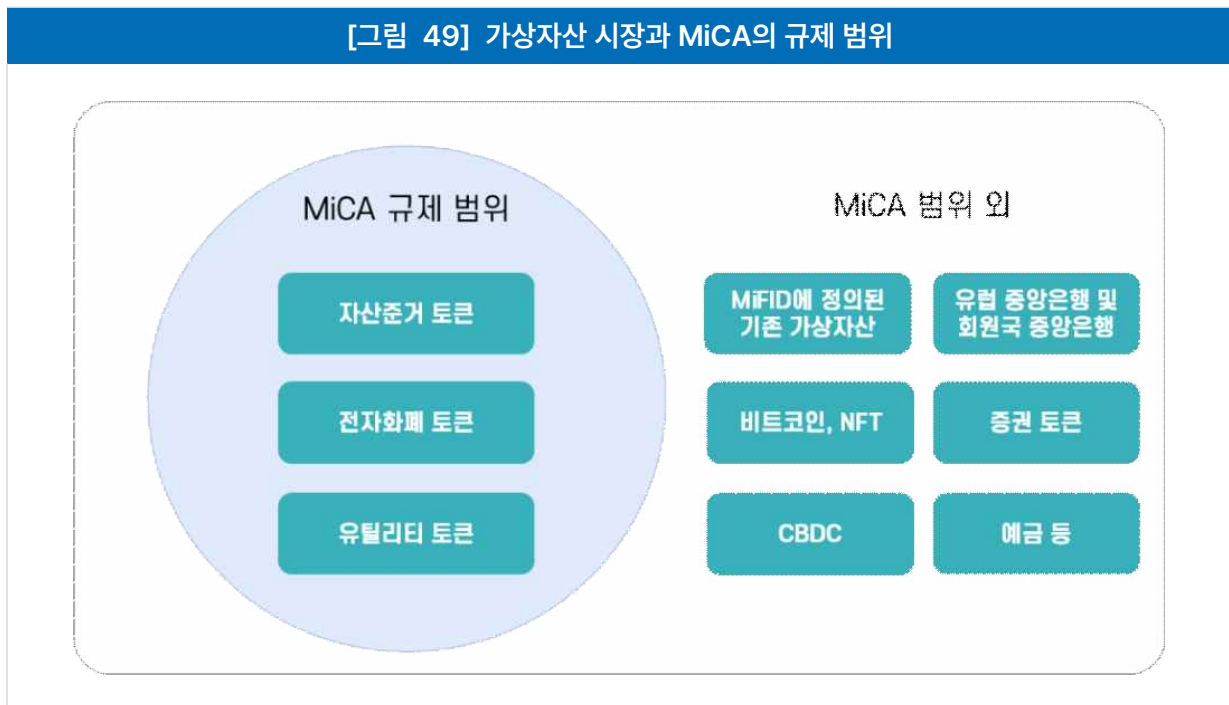 [그림 49] 가상자산 시장과 MiCA의 규제 범위
MiCA 규제 범위
자산준거 토큰
전자화폐 토큰
유틸리티 토큰
MiCA 범위 외
MiFID에 정의된
기존 가상자산
유럽 중앙은행 및
회원국 중앙은행
비트코인, NFT
증권 토큰
CBDC
예금 등